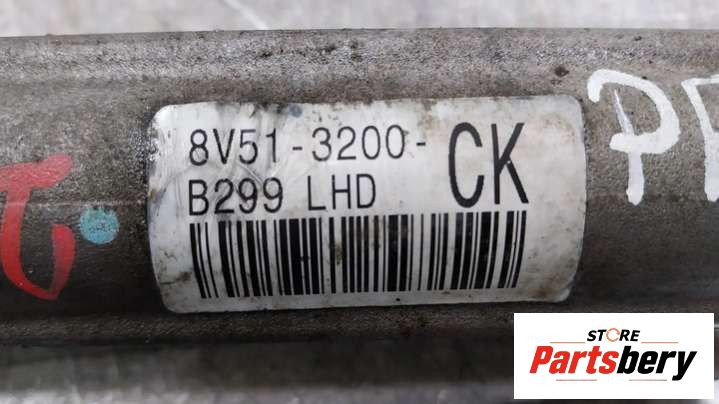 8V51-3200-CK
B299 LHD
STORE
Partsbery